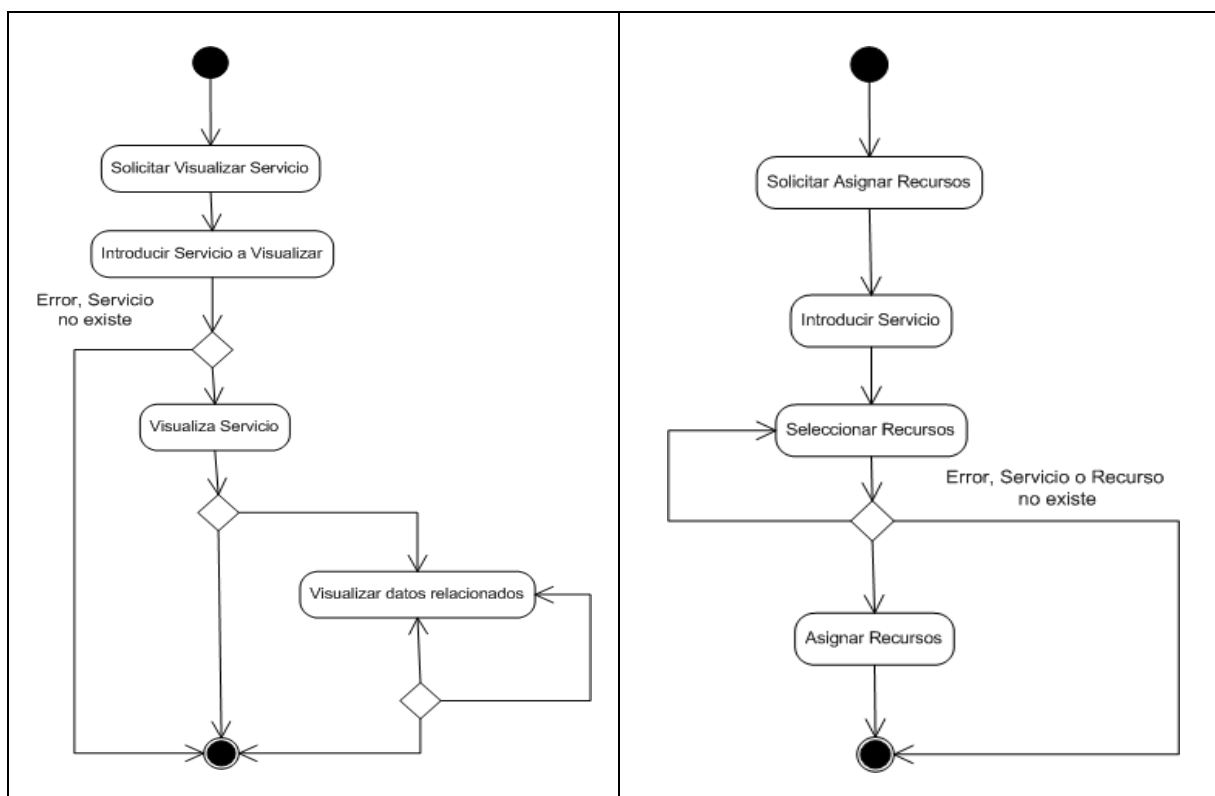 Solicitar Visualizar Servicio
Introducir Servicio a Visualizar
Error, Servicio
no existe
Visualiza Servicio
Visualizar datos relacionados
Solicitar Asignar Recursos
Introducir Servicio
Seleccionar Recursos
Error, Servicio o Recurso
no existe
Asignar Recursos